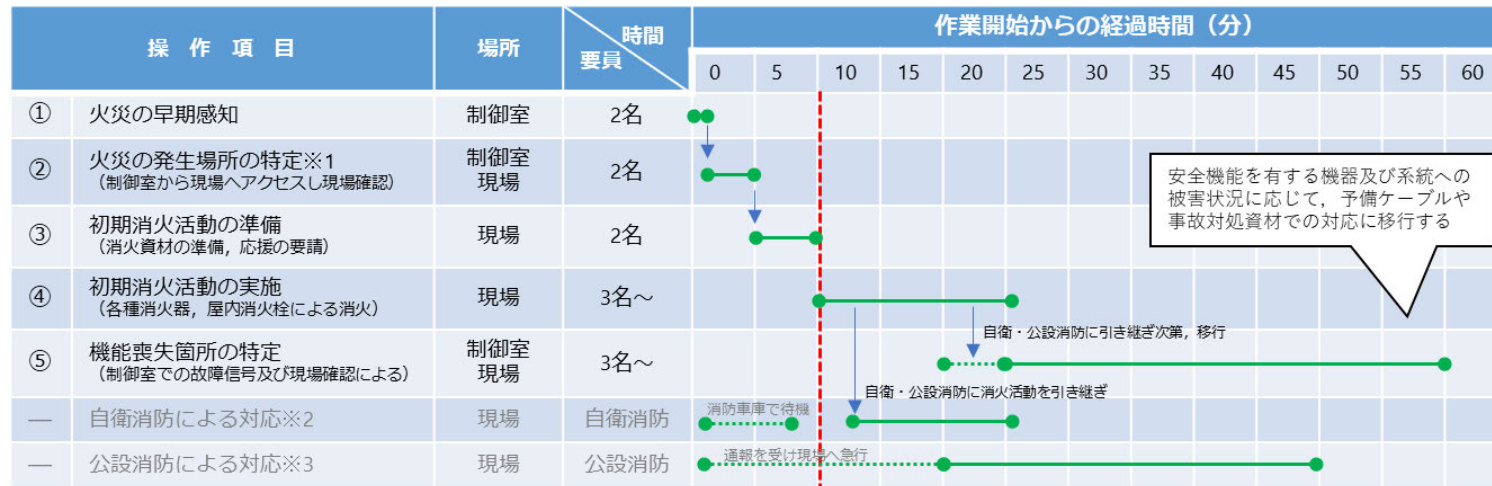 操 作 項 目
場所
時間
要員
作業開始からの経過時間（分）
0 5 10 15 20 25 30 35 40 45 50 55 60
① 火災の早期感知 制御室 2名
② 火災の発生場所の特定※1 制御室 2名
（制御室から現場へアクセスし現場確認） 現場
③ 初期消火活動の準備 現場 2名
（消火資材の準備，応援の要請）
安全機能を有する機器及び系統への
被害状況に応じて，予備ケーブルや
事故対処資材での対応に移行する
④ 初期消火活動の実施 現場 3名～
（各種消火器，屋内消火栓による消火）
自衛・公設消防に引き継ぎ次第，移行
⑤ 機能喪失箇所の特定 制御室 3名～
（制御室での故障信号及び現場確認による） 現場
自衛・公設消防に消火活動を引き継ぎ
― 自衛消防による対応※2 現場 自衛消防 消防車庫で待機
― 公設消防による対応※3 現場 公設消防 通報を受け現場へ急行